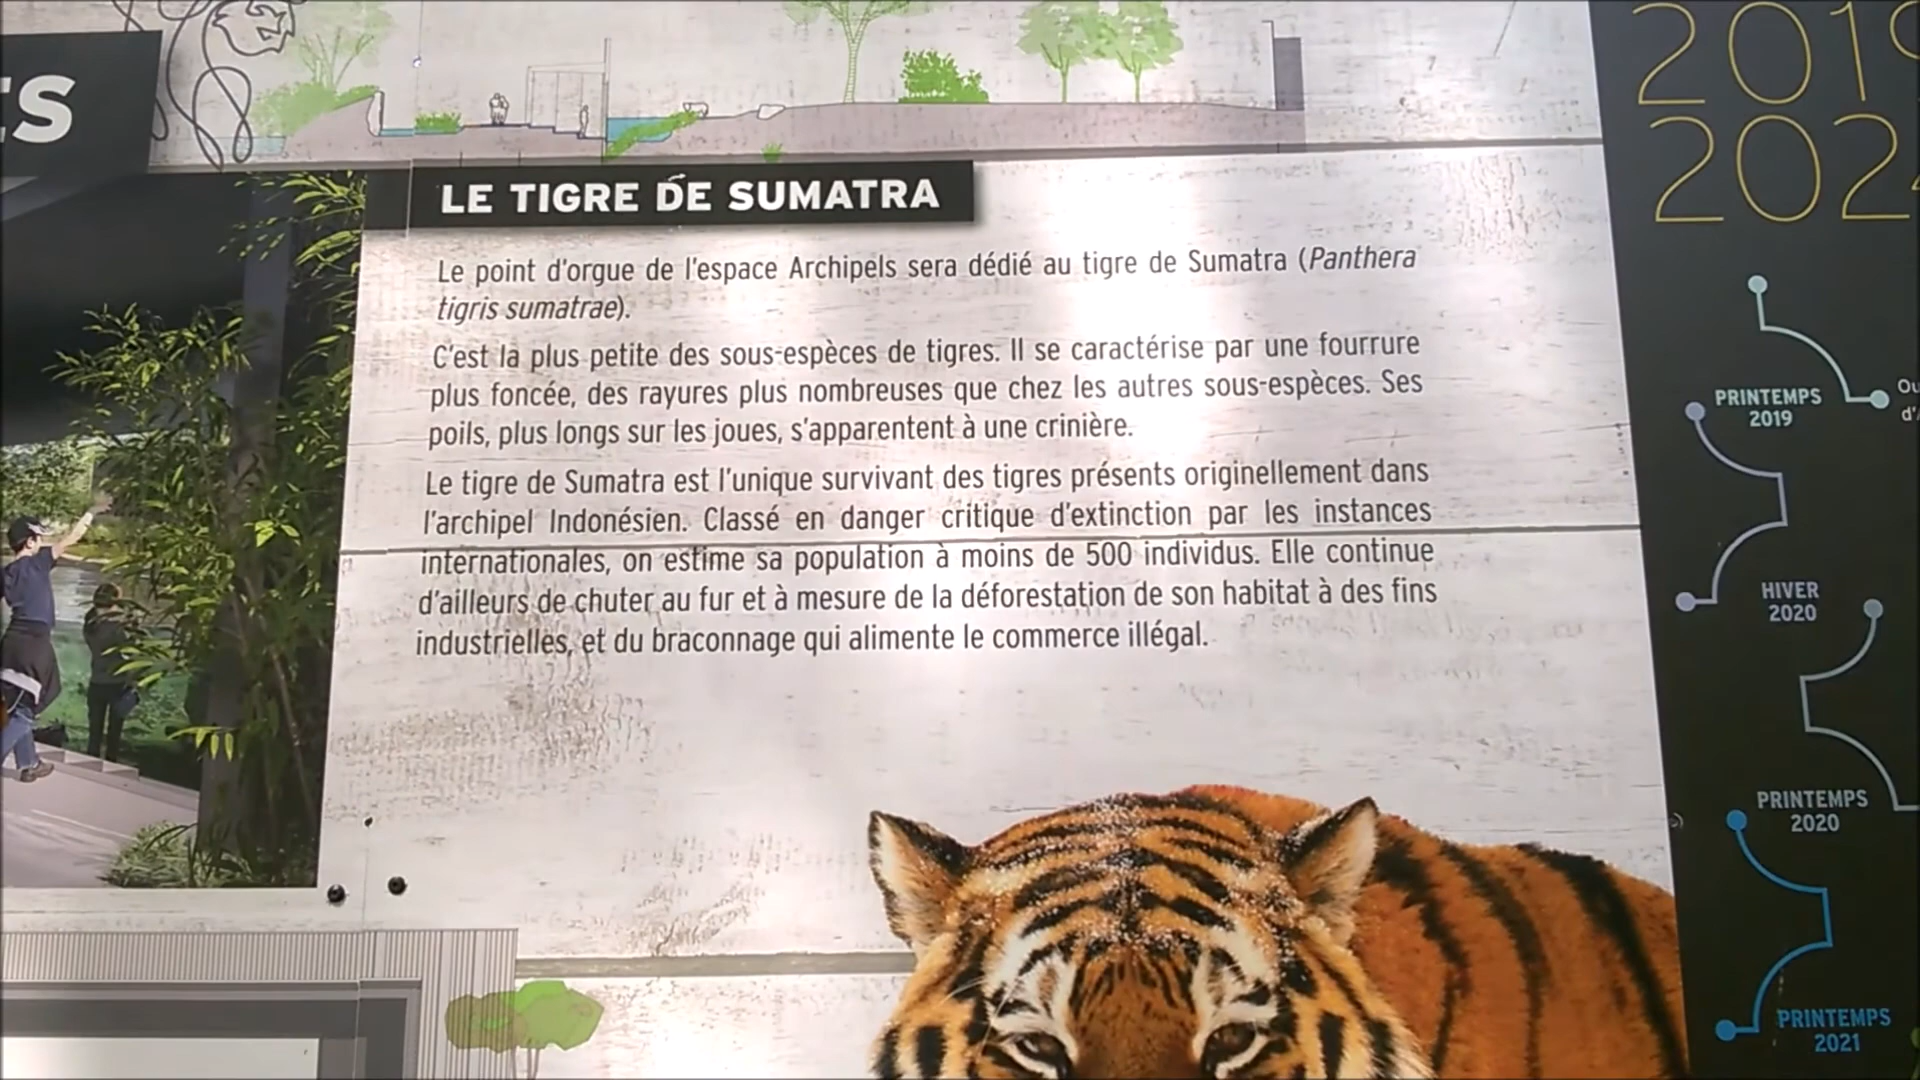 LE TIGRE DE SUMATRA
Le point d'orgue de l'espace Archipels sera dédié au tigre de Sumatra (Panthera
tigris sumatrae).
C'est la plus petite des sous-espèces de tigres. Il se caractérise par une fourrure
plus foncée, des rayures plus nombreuses que chez les autres sous-espèces. Ses
poils, plus longs sur les joues, s'apparentent à une crinière.
Le tigre de Sumatra est l'unique survivant des tigres présents originellement dans
l'archipel Indonésien. Classé en danger critique d'extinction par les instances
internationales, on estime sa population à moins de 500 individus. Elle continue
d'ailleurs de chuter au fur et à mesure de la déforestation de son habitat à des fins
industrielles, et du braconnage qui alimente le commerce illégal.
PRINTEMPS
2019
HIVER
2020
PRINTEMPS
2020
PRINTEMPS
2021